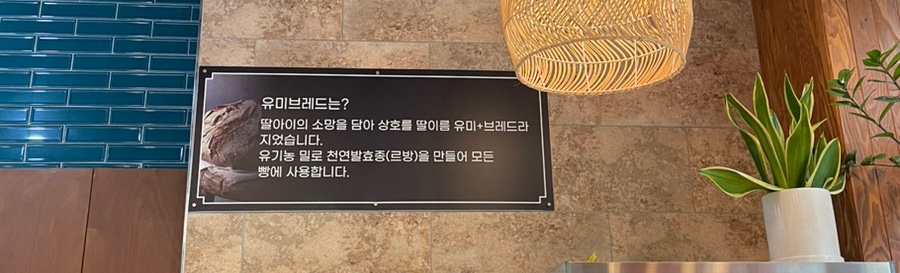 유미브레드는?
딸아이의 소망을 담아 상호를 딸이름 유미+브레드라
지었습니다.
유기농 밀로 천연발효종(르방)을 만들어 모든
빵에 사용합니다.